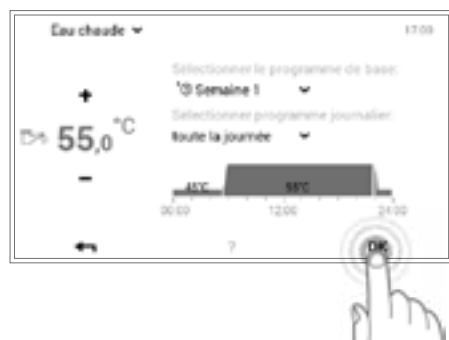 Eau chaude
17:00
Sélectionner le programme de base:
Semaine 1
+
55,0 °C
Sélectionner programme journalier:
toute la journée
−
45°C 55°C
00:00 12:00 24:00
? OK